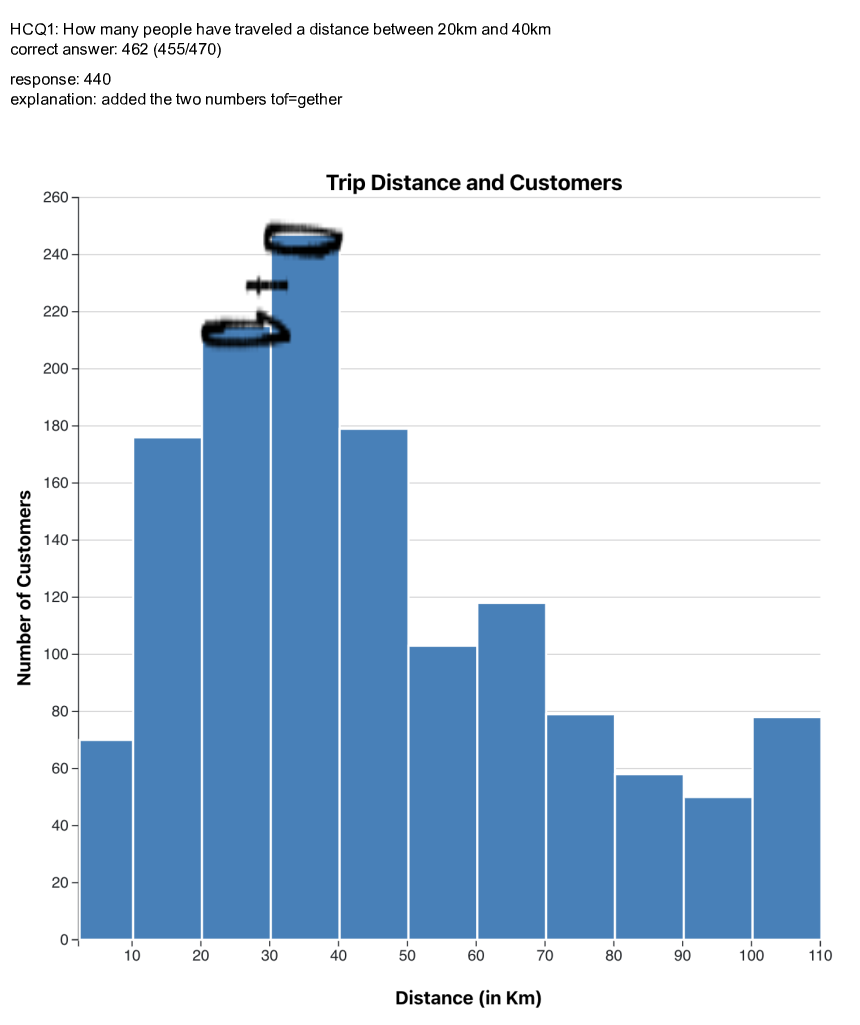 HCQ1: How many people have traveled a distance between 20km and 40km
correct answer: 462 (455/470)
response: 440
explanation: added the two numbers tof=gether
Trip Distance and Customers
260
240
220
200
180
160
140
120
100
80
60
40
20
0
Number of Customers
10 20 30 40 50 60 70 80 90 100 110
Distance (in Km)